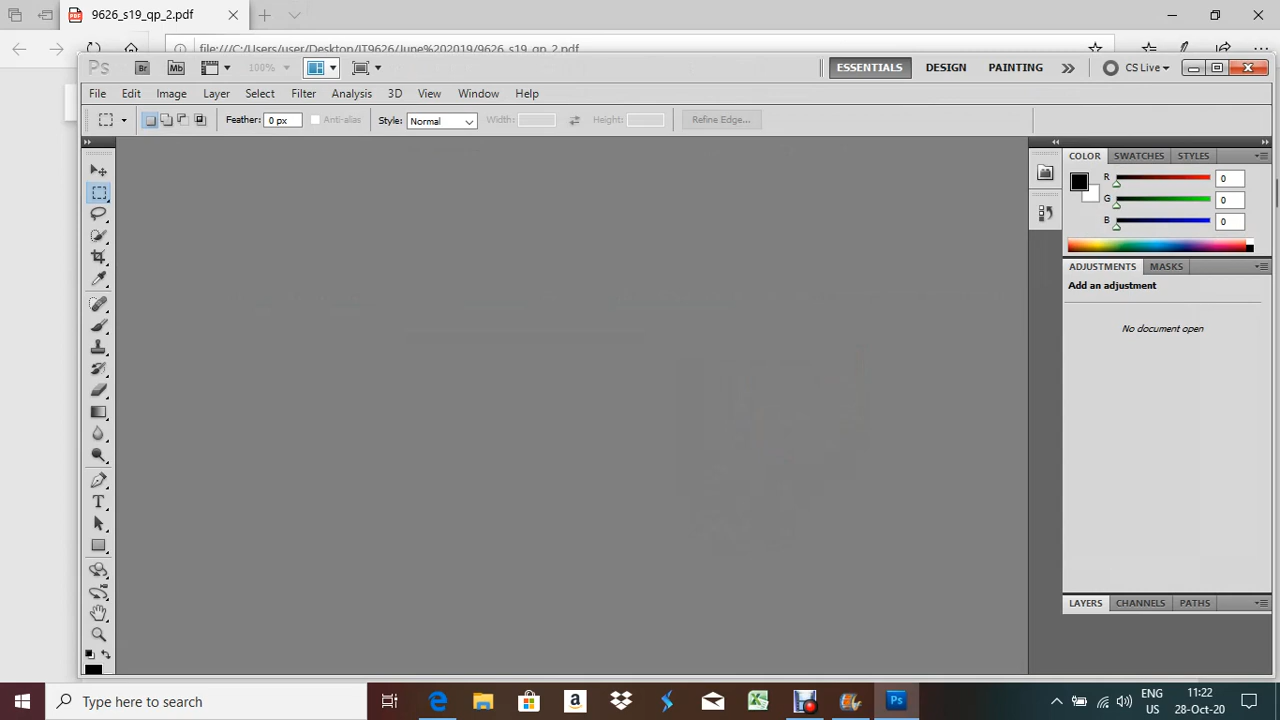 9626_s19_qp_2.pdf
file:///C:/Users/user/Desktop/IT9626/June%202019/9626_s19_qp_2.pdf
Ps Br Mb 100% ESSENTIALS DESIGN PAINTING CS Live
File Edit Image Layer Select Filter Analysis 3D View Window Help
Feather: 0 px Anti-alias Style: Normal Width: Height: Refine Edge...
COLOR SWATCHES STYLES
R 0
G 0
B 0
ADJUSTMENTS MASKS
Add an adjustment
No document open
T
LAYERS CHANNELS PATHS
Type here to search
a
Ps
ENG
US
11:22
28-Oct-20